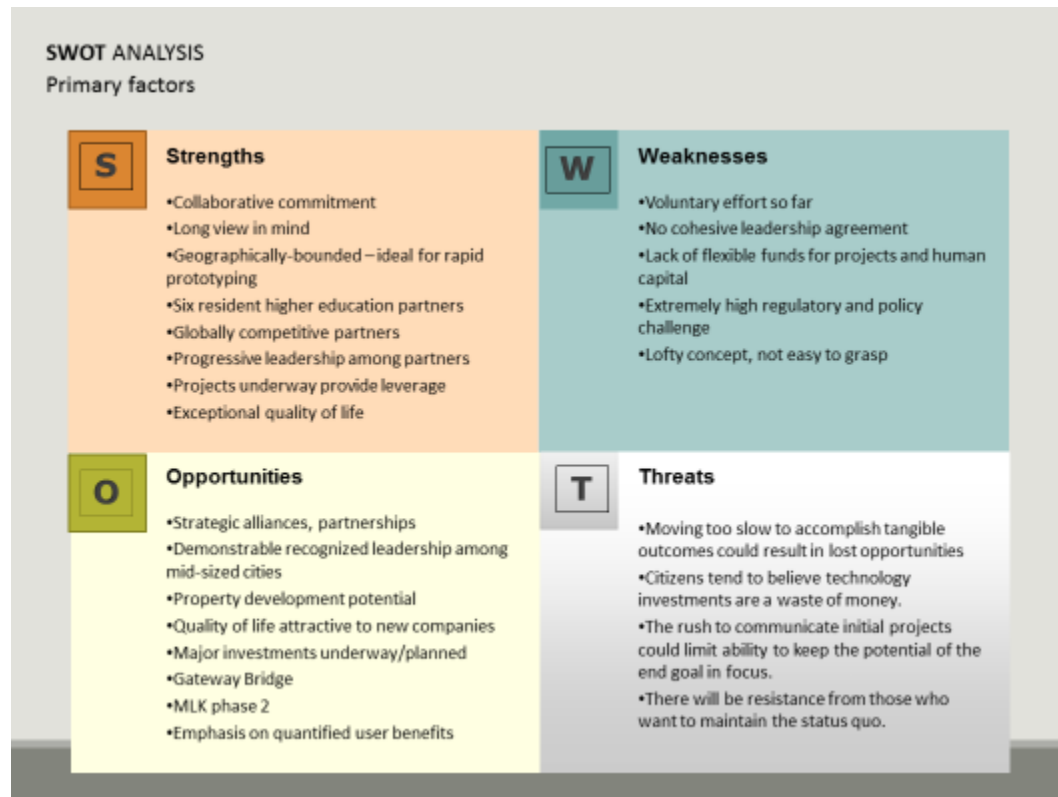 SWOT ANALYSIS
Primary factors
S
Strengths
•Collaborative commitment
•Long view in mind
•Geographically-bounded – ideal for rapid
prototyping
•Six resident higher education partners
•Globally competitive partners
•Progressive leadership among partners
•Projects underway provide leverage
•Exceptional quality of life
W
Weaknesses
•Voluntary effort so far
•No cohesive leadership agreement
•Lack of flexible funds for projects and human
capital
•Extremely high regulatory and policy
challenge
•Lofty concept, not easy to grasp
O
Opportunities
•Strategic alliances, partnerships
•Demonstrable recognized leadership among
mid-sized cities
•Property development potential
•Quality of life attractive to new companies
•Major investments underway/planned
•Gateway Bridge
•MLK phase 2
•Emphasis on quantified user benefits
T
Threats
•Moving too slow to accomplish tangible
outcomes could result in lost opportunities
•Citizens tend to believe technology
investments are a waste of money.
•The rush to communicate initial projects
could limit ability to keep the potential of the
end goal in focus.
•There will be resistance from those who
want to maintain the status quo.